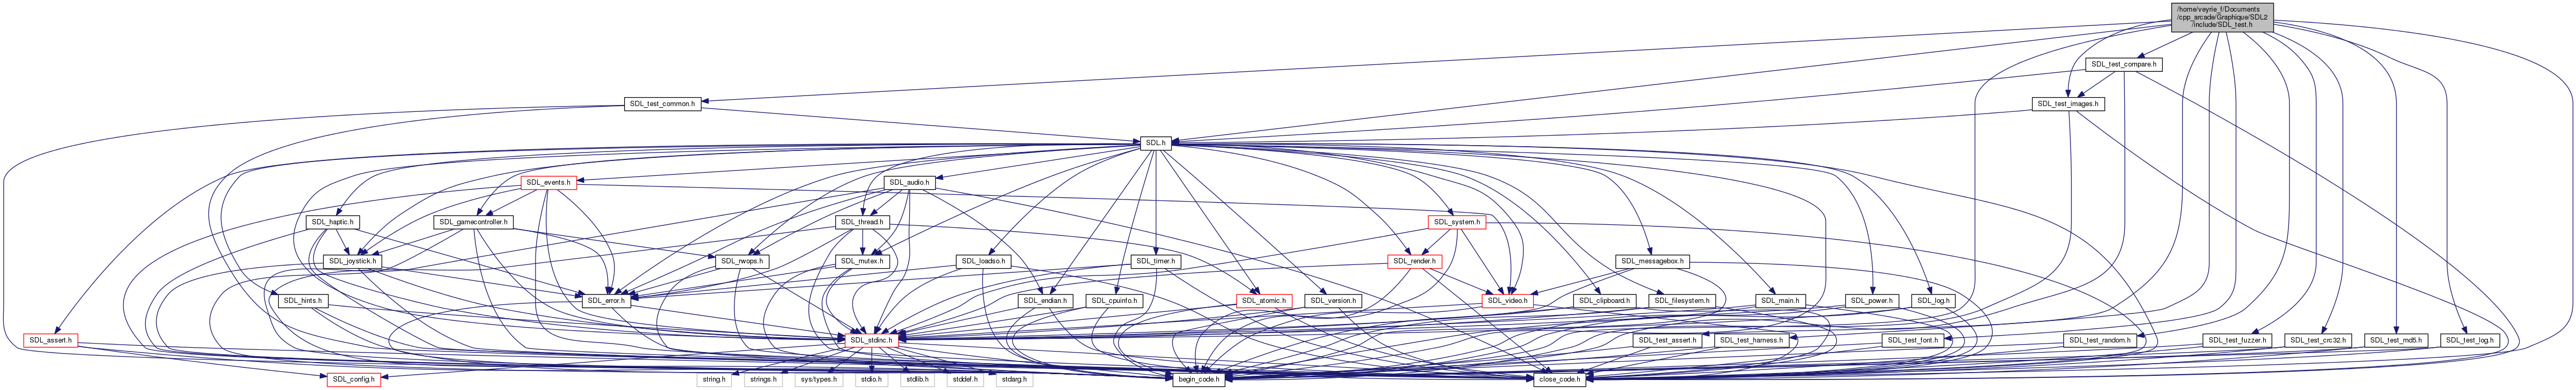 /home/veyrie_f/Documents
/cpp_arcade/Graphique/SDL2
/include/SDL_test.h
SDL_test_compare.h
SDL_test_common.h
SDL_test_images.h
SDL.h
SDL_events.h
SDL_audio.h
SDL_haptic.h
SDL_gamecontroller.h
SDL_thread.h
SDL_system.h
SDL_joystick.h
SDL_rwops.h
SDL_mutex.h
SDL_loadso.h
SDL_timer.h
SDL_render.h
SDL_messagebox.h
SDL_hints.h
SDL_error.h
SDL_endian.h
SDL_cpuinfo.h
SDL_atomic.h
SDL_version.h
SDL_video.h
SDL_clipboard.h
SDL_filesystem.h
SDL_main.h
SDL_power.h
SDL_log.h
SDL_assert.h
SDL_stdinc.h
SDL_test_assert.h
SDL_test_harness.h
SDL_test_font.h
SDL_test_random.h
SDL_test_fuzzer.h
SDL_test_crc32.h
SDL_test_md5.h
SDL_test_log.h
SDL_config.h
string.h
strings.h
sys/types.h
stdio.h
stdlib.h
stddef.h
stdarg.h
begin_code.h
close_code.h